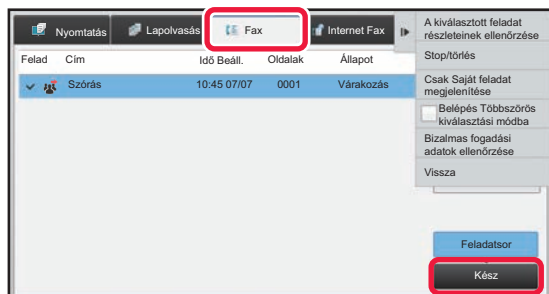 Nyomtatás Lapolvasás Fax Internet Fax
Felad Cím Idő Beáll. Oldalak Állapot
Szórás 10:45 07/07 0001 Várakozás
A kiválasztott feladat
részleteinek ellenőrzése
Stop/törlés
Csak Saját feladat
megjelenítése
Belépés Többszörös
kiválasztási módba
Bizalmas fogadási
adatok ellenőrzése
Vissza
Feladatsor
Kész